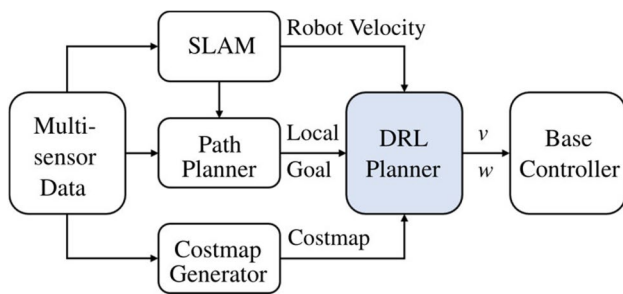 SLAM
Robot Velocity
Multi-
sensor
Data
Path
Planner
Local
Goal
DRL
Planner
v
w
Base
Controller
Costmap
Generator
Costmap